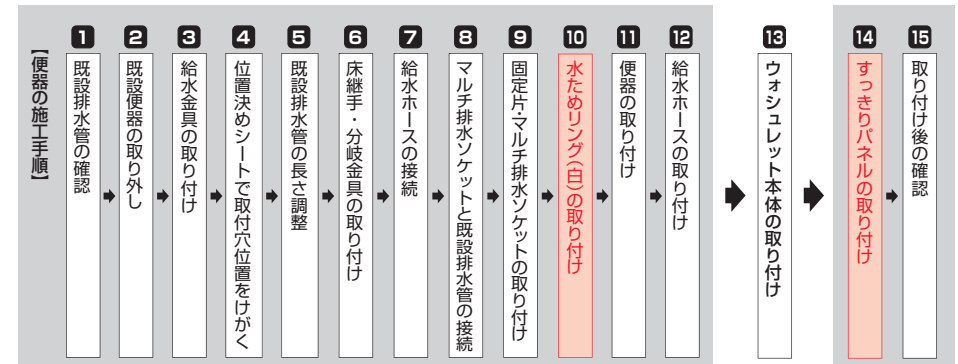 【便器の施工手順】
1
既設排水管の確認
2
既設便器の取り外し
3
給水金具の取り付け
4
位置決めシートで取付穴位置をけがく
5
既設排水管の長さ調整
6
床継手・分岐金具の取り付け
7
給水ホースの接続
8
マルチ排水ソケットと既設排水管の接続
9
固定片・マルチ排水ソケットの取り付け
10
水ためリング(白)の取り付け
11
便器の取り付け
12
給水ホースの取り付け
13
ウォシュレット本体の取り付け
14
すっきりパネルの取り付け
15
取り付け後の確認